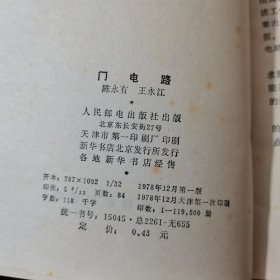 门电路
陈永有 王永江
人民邮电出版社出版
北京东长安街27号
天津市第一印刷厂印刷
新华书店北京发行所发行
各地新华书店经售
开本：787×1092 1/32 1978年12月第一版
印张：5 8/32 页数：84 1978年12月天津第一次印刷
字数：118 千字 印数：1—119,500 册
统一书号：15045·总2261—无655
定价：0.43 元